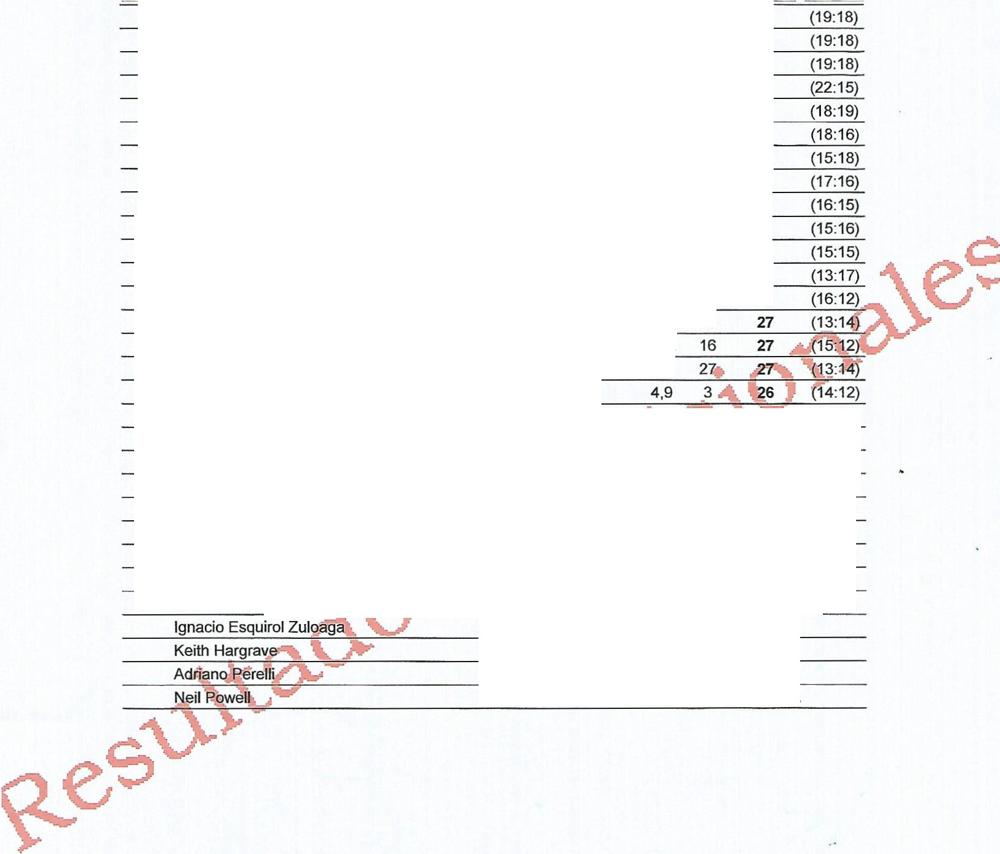 (19:18)
(19:18)
(19:18)
(22:15)
(18:19)
(18:16)
(15:18)
(17:16)
(16:15)
(15:16)
(15:15)
(13:17)
(16:12)
27 (13:14)
16 27 (15:12)
27 27 (13:14)
4,9 3 26 (14:12)
Ignacio Esquirol Zuloaga
Keith Hargrave
Adriano Perelli
Neil Powell
Resultado ionales